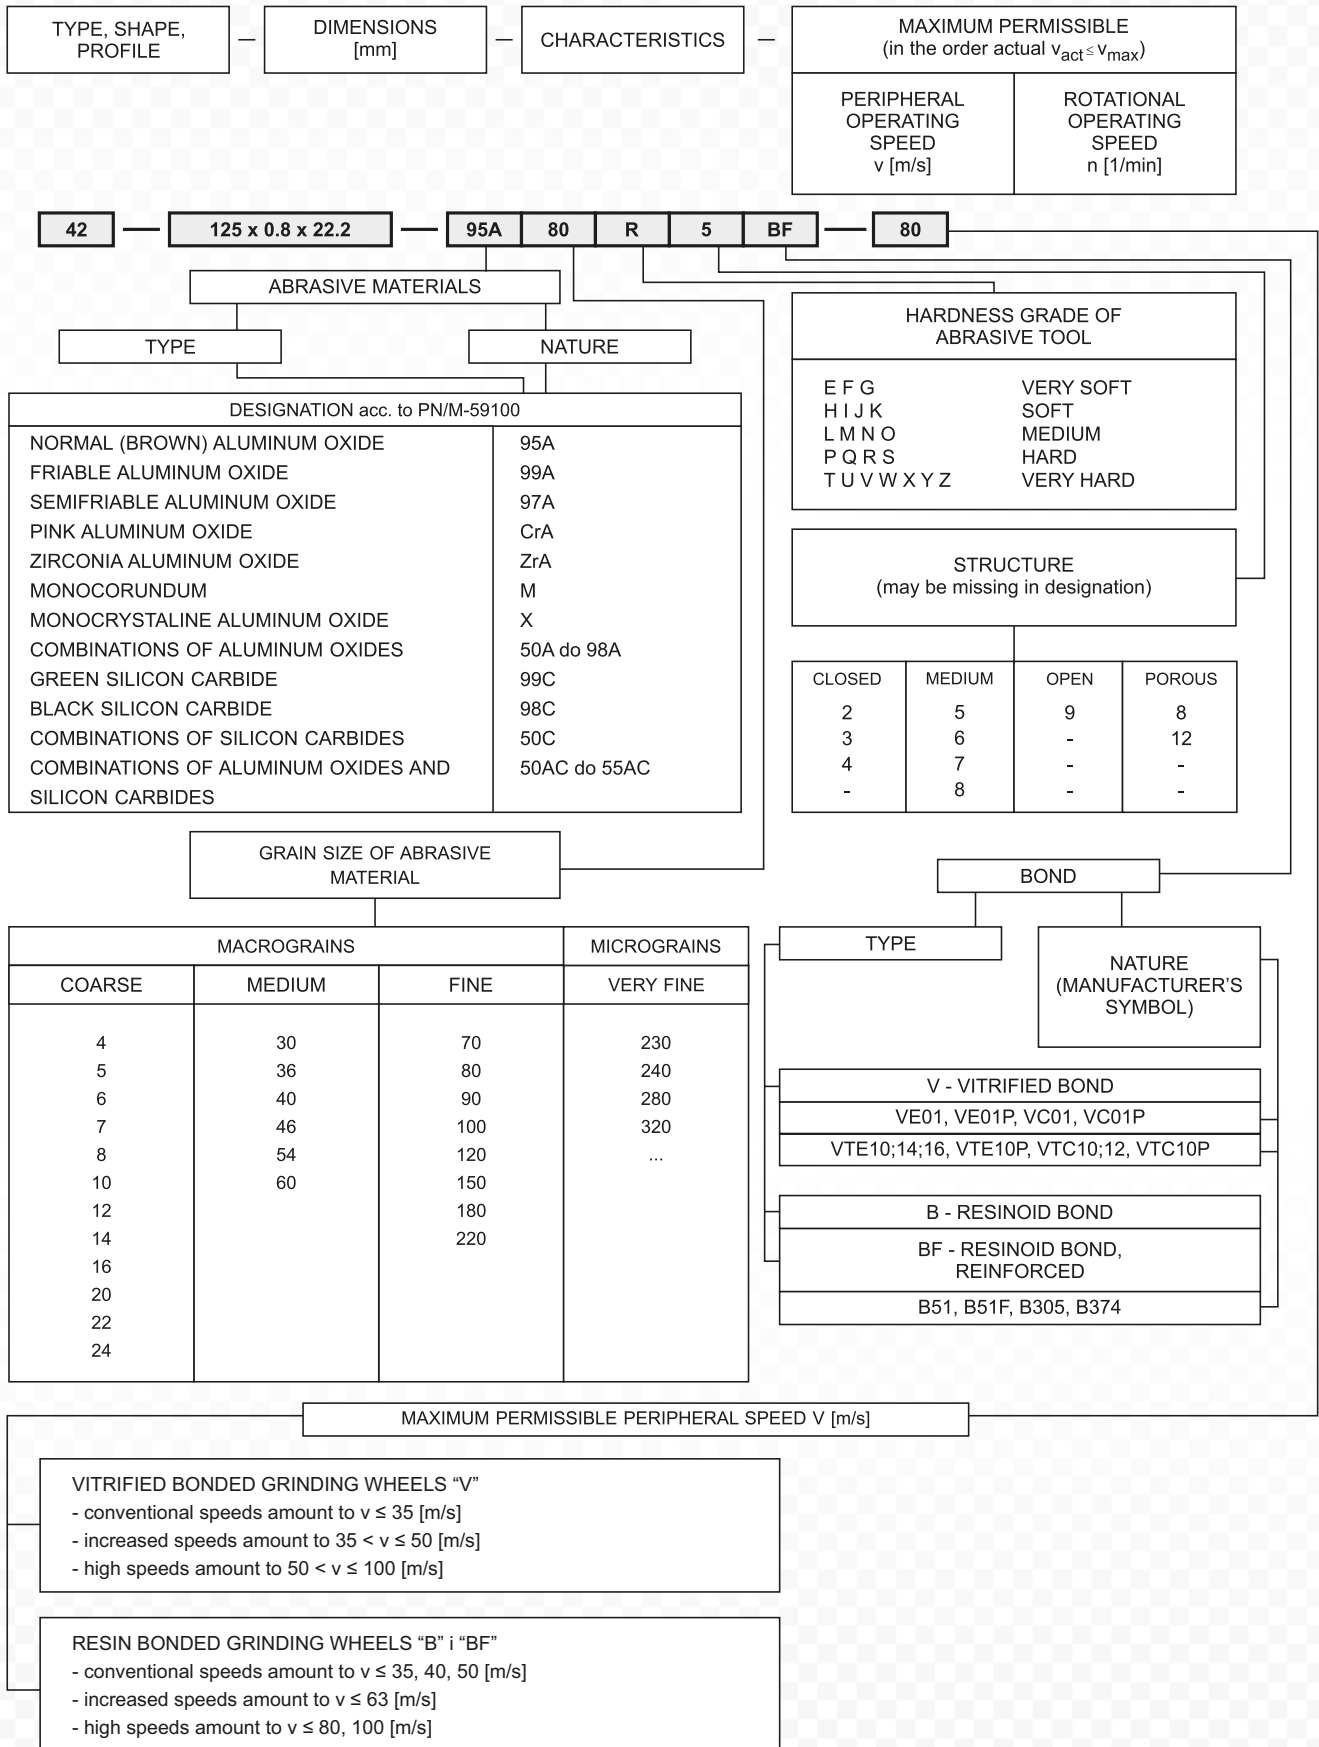 TYPE, SHAPE,
PROFILE
–
DIMENSIONS
[mm]
–
CHARACTERISTICS
–
MAXIMUM PERMISSIBLE
(in the order actual vact ≤ vmax)
PERIPHERAL
OPERATING
SPEED
v [m/s]
ROTATIONAL
OPERATING
SPEED
n [1/min]
42 — 125 x 0.8 x 22.2 — 95A 80 R 5 BF — 80
ABRASIVE MATERIALS
TYPE
NATURE
DESIGNATION acc. to PN/M-59100
NORMAL (BROWN) ALUMINUM OXIDE 95A
FRIABLE ALUMINUM OXIDE 99A
SEMIFRIABLE ALUMINUM OXIDE 97A
PINK ALUMINUM OXIDE CrA
ZIRCONIA ALUMINUM OXIDE ZrA
MONOCORUNDUM M
MONOCRYSTALINE ALUMINUM OXIDE X
COMBINATIONS OF ALUMINUM OXIDES 50A do 98A
GREEN SILICON CARBIDE 99C
BLACK SILICON CARBIDE 98C
COMBINATIONS OF SILICON CARBIDES 50C
COMBINATIONS OF ALUMINUM OXIDES AND 50AC do 55AC
SILICON CARBIDES
HARDNESS GRADE OF
ABRASIVE TOOL
E F G VERY SOFT
H I J K SOFT
L M N O MEDIUM
P Q R S HARD
T U V W X Y Z VERY HARD
STRUCTURE
(may be missing in designation)
CLOSED MEDIUM OPEN POROUS
2 5 9 8
3 6 - 12
4 7 - -
- 8 - -
GRAIN SIZE OF ABRASIVE
MATERIAL
MACROGRAINS MICROGRAINS
COARSE MEDIUM FINE VERY FINE
4 30 70 230
5 36 80 240
6 40 90 280
7 46 100 320
8 54 120 ...
10 60 150
12 180
14 220
16
20
22
24
BOND
TYPE
NATURE
(MANUFACTURER'S
SYMBOL)
V - VITRIFIED BOND
VE01, VE01P, VC01, VC01P
VTE10;14;16, VTE10P, VTC10;12, VTC10P
B - RESINOID BOND
BF - RESINOID BOND,
REINFORCED
B51, B51F, B305, B374
MAXIMUM PERMISSIBLE PERIPHERAL SPEED V [m/s]
VITRIFIED BONDED GRINDING WHEELS “V”
- conventional speeds amount to v ≤ 35 [m/s]
- increased speeds amount to 35 < v ≤ 50 [m/s]
- high speeds amount to 50 < v ≤ 100 [m/s]
RESIN BONDED GRINDING WHEELS “B” i “BF”
- conventional speeds amount to v ≤ 35, 40, 50 [m/s]
- increased speeds amount to v ≤ 63 [m/s]
- high speeds amount to v ≤ 80, 100 [m/s]